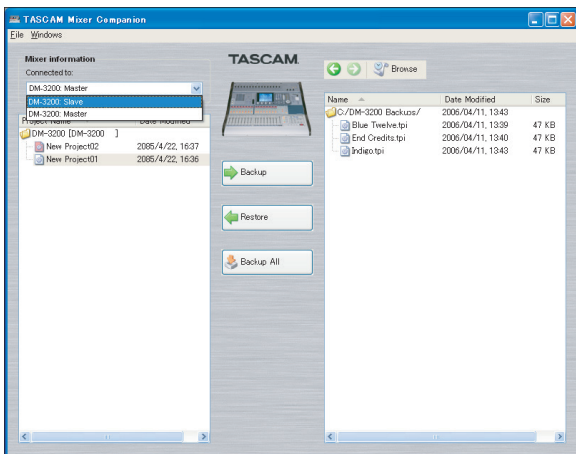 TASCAM Mixer Companion
File Windows
Mixer information
Connected to:
DM-3200: Master
DM-3200: Slave
DM-3200: Master
Project Name Date Modified
DM-3200 [DM-3200 ]
New Project02 2085/4/22, 16:37
New Project01 2085/4/22, 16:36
TASCAM
Backup
Restore
Backup All
Browse
Name Date Modified Size
C:/DM-3200 Backups/ 2006/04/11, 13:43
Blue Twelve.tpi 2006/04/11, 13:39 47 KB
End Credits.tpi 2006/04/11, 13:40 47 KB
Indigo.tpi 2006/04/11, 13:43 47 KB